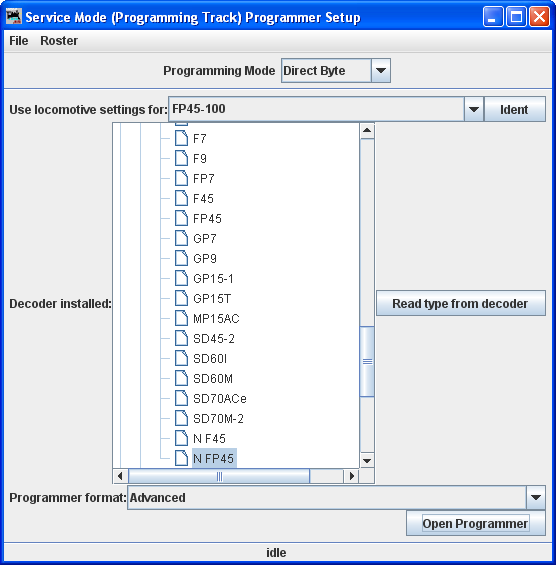 Service Mode (Programming Track) Programmer Setup
File Roster
Programming Mode Direct Byte
Use locomotive settings for: FP45-100 Ident
F7
F9
FP7
F45
FP45
GP7
GP9
GP15-1
GP15T
Decoder installed: Read type from decoder
MP15AC
SD45-2
SD60I
SD60M
SD70ACe
SD70M-2
N F45
N FP45
Programmer format: Advanced
Open Programmer
idle